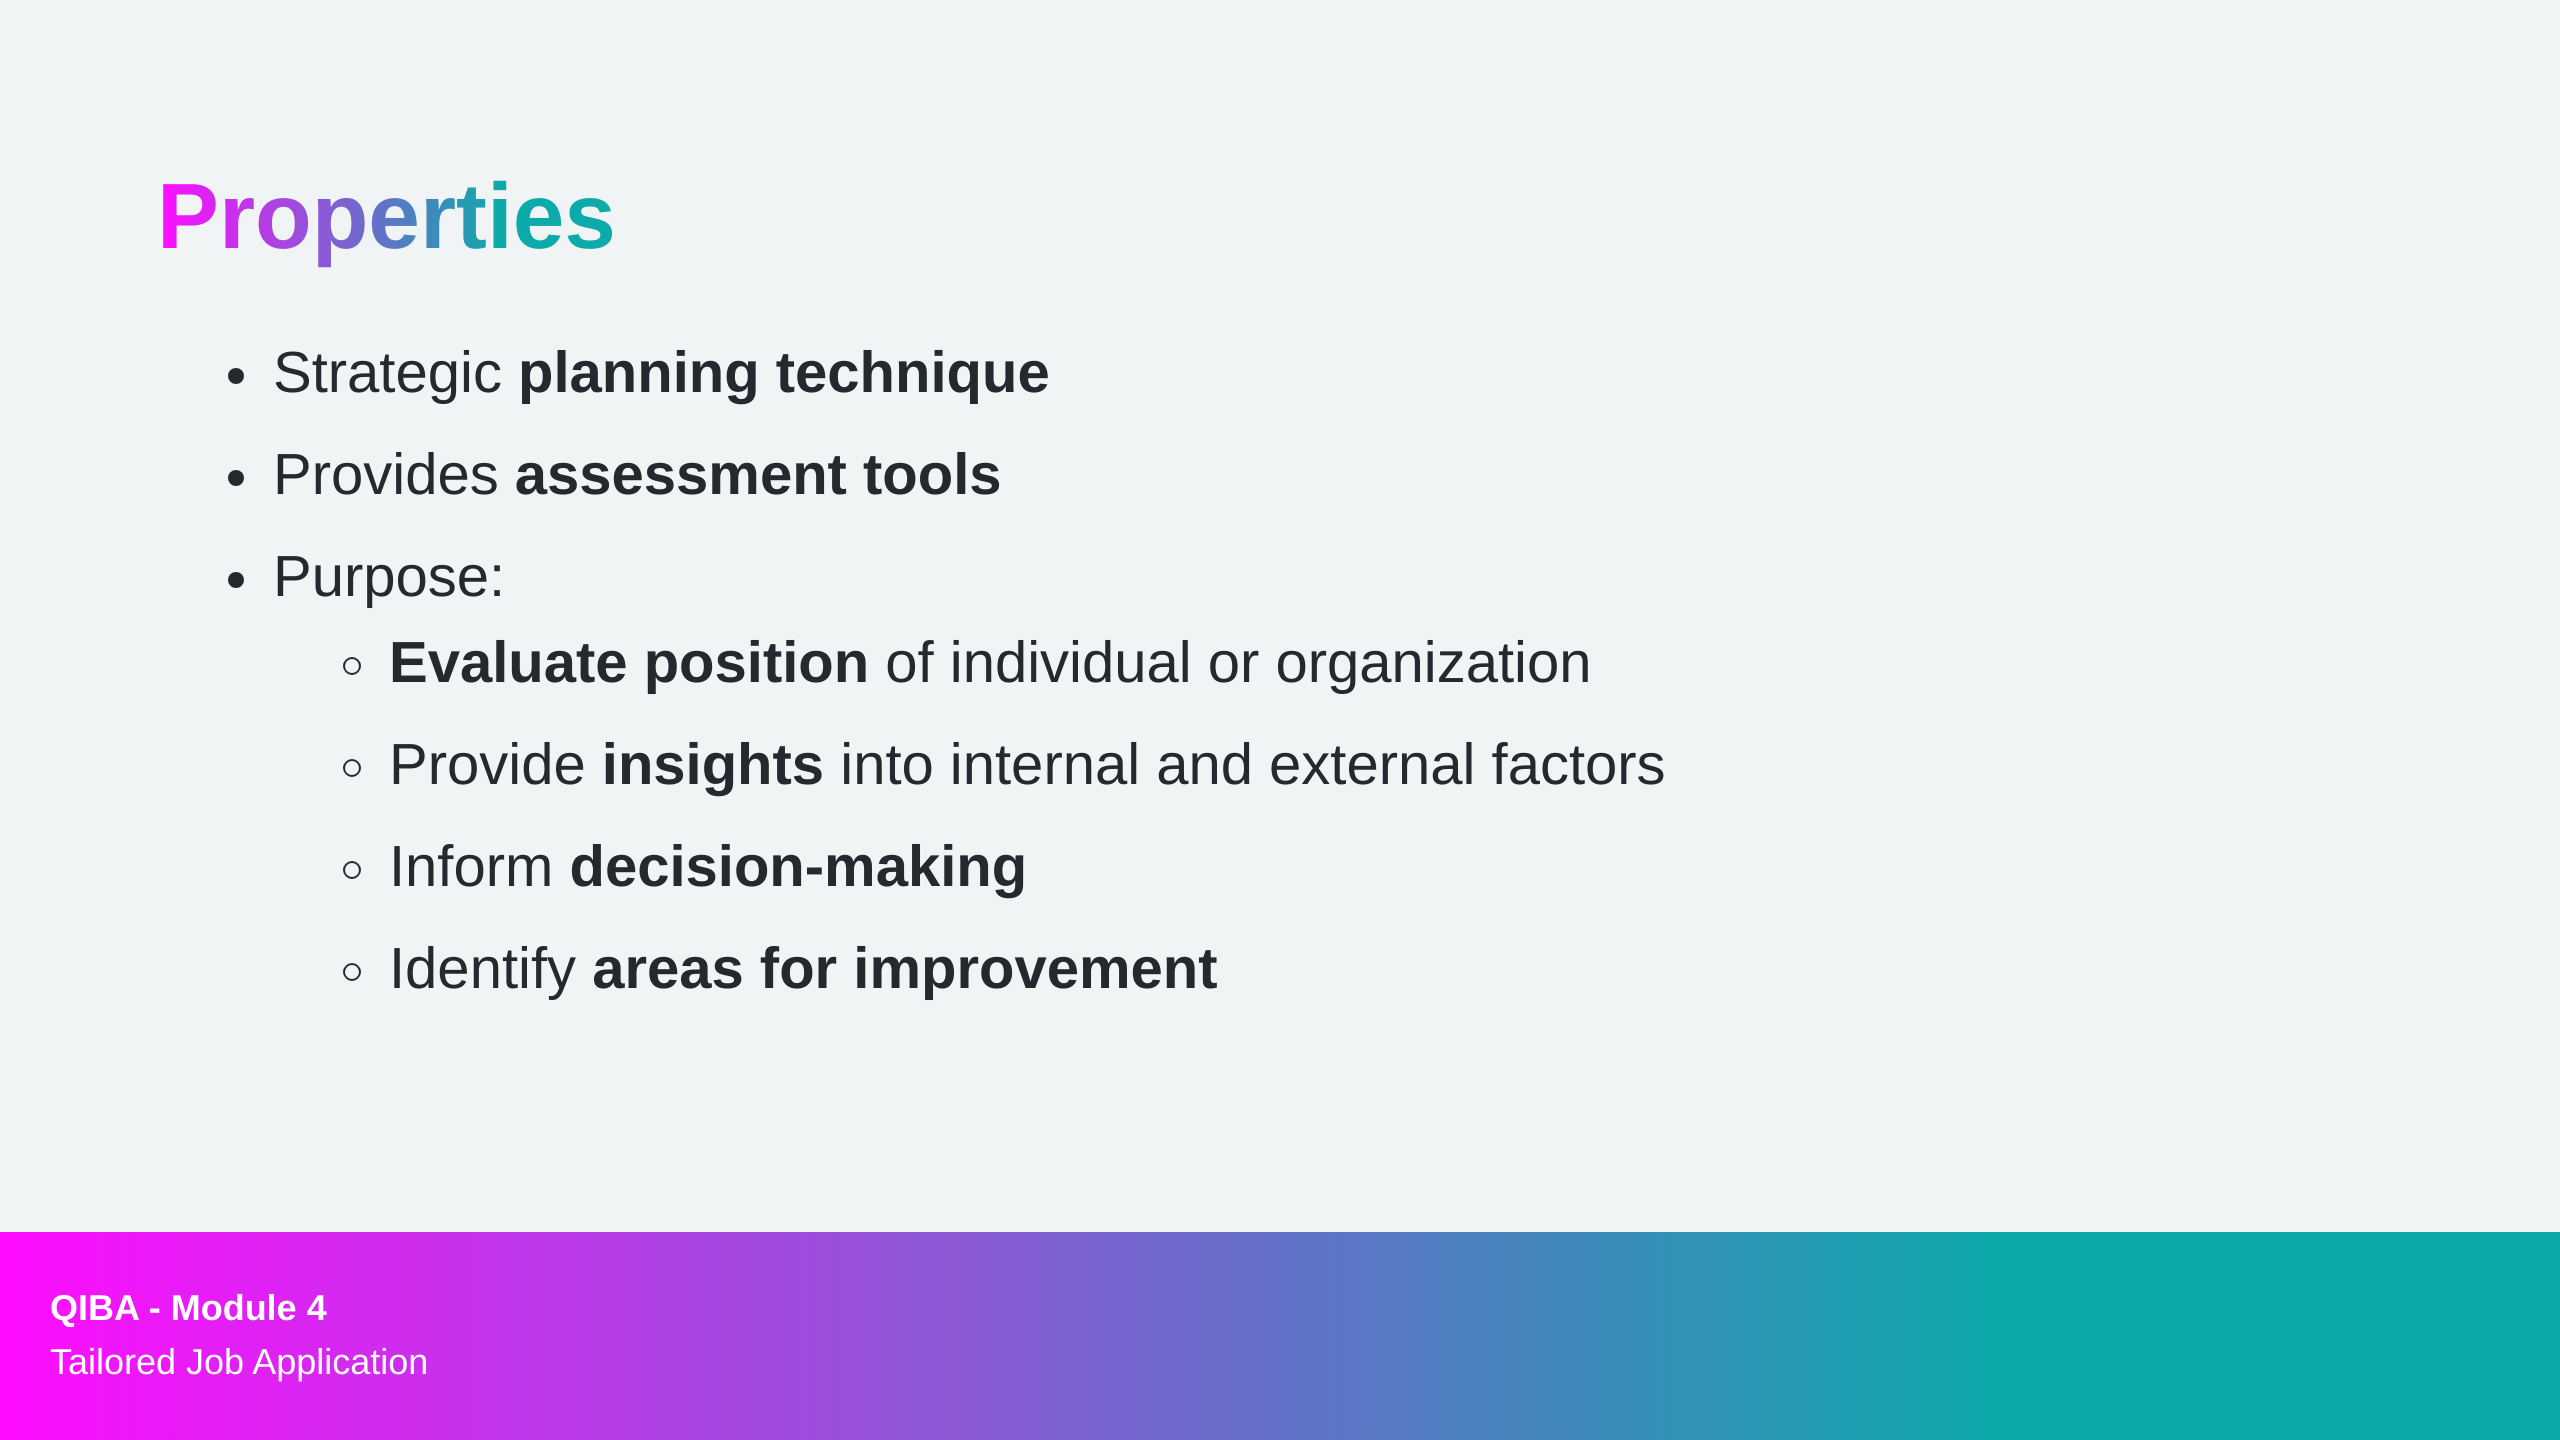 Properties
Strategic planning technique
Provides assessment tools
Purpose:
Evaluate position of individual or organization
Provide insights into internal and external factors
Inform decision-making
Identify areas for improvement
QIBA - Module 4
Tailored Job Application